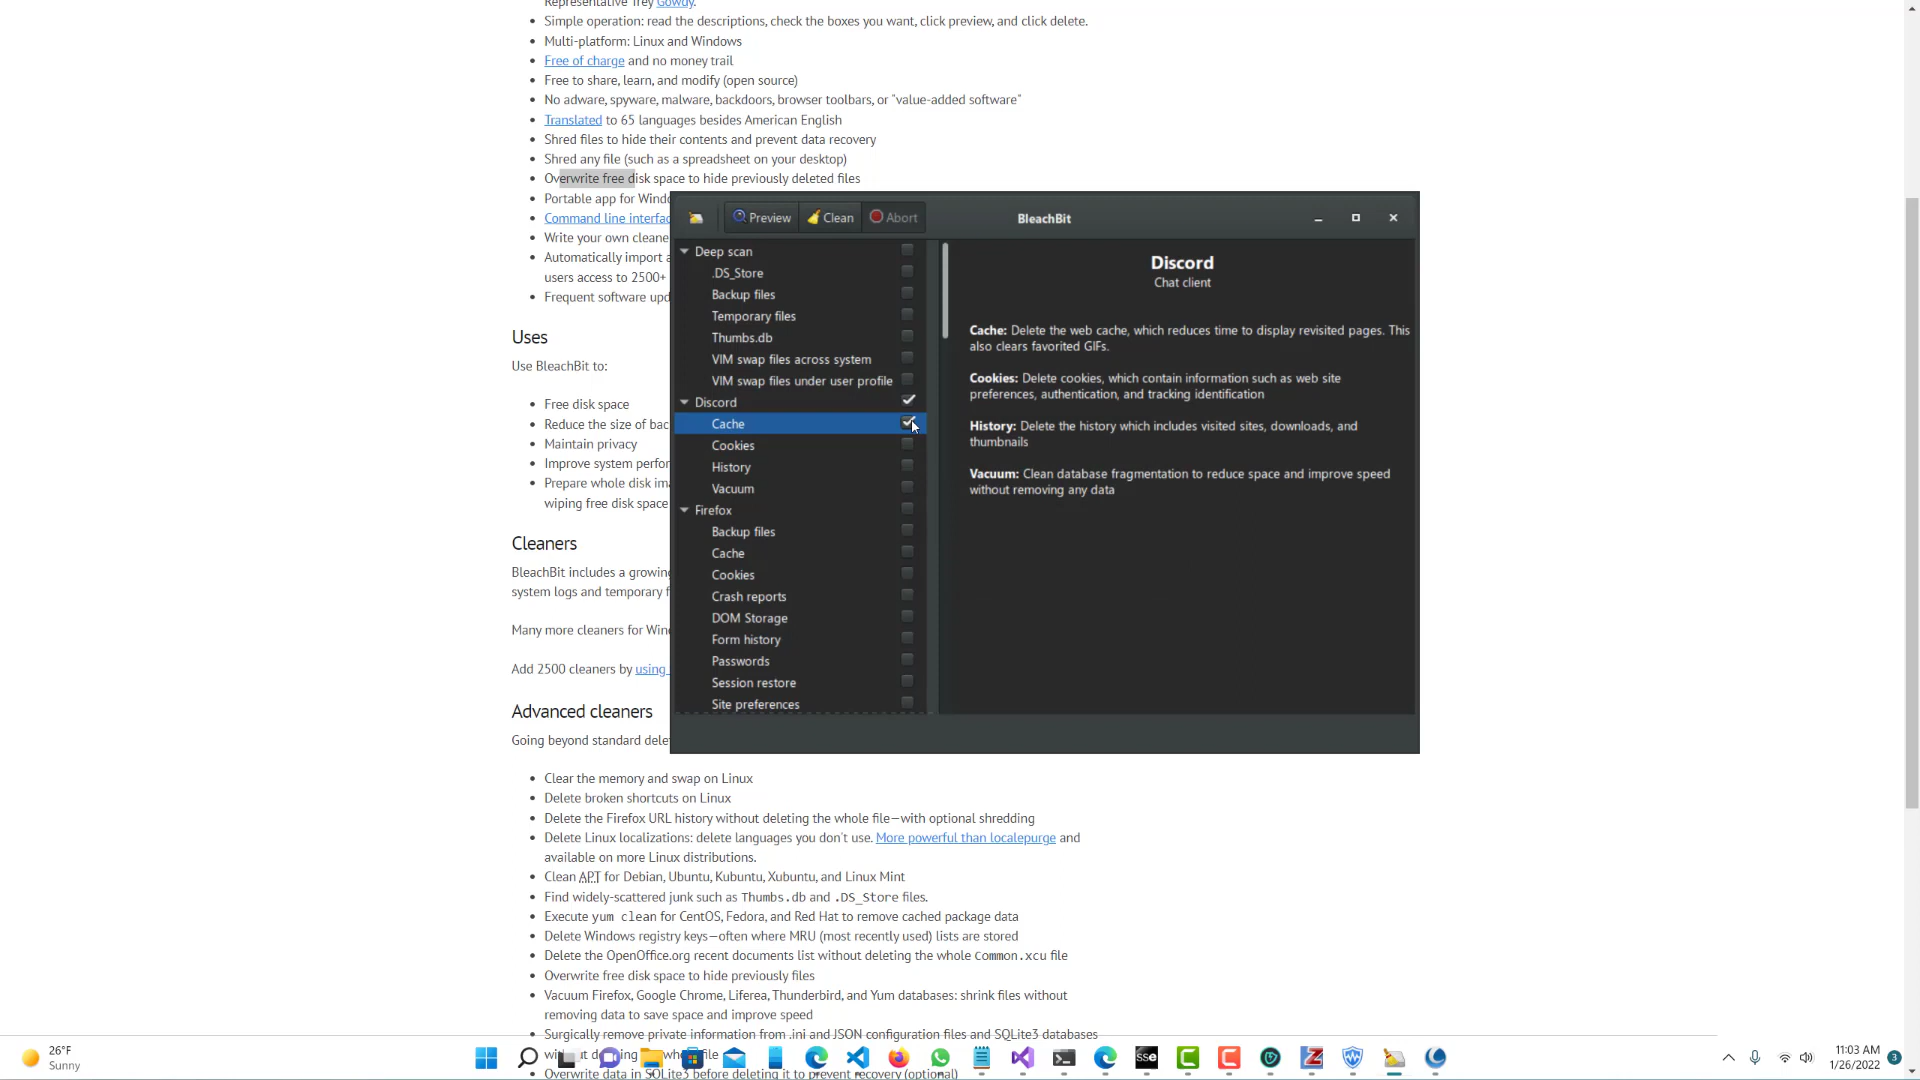 Representative Trey Gowdy.
Simple operation: read the descriptions, check the boxes you want, click preview, and click delete.
Multi-platform: Linux and Windows
Free of charge and no money trail
Free to share, learn, and modify (open source)
No adware, spyware, malware, backdoors, browser toolbars, or "value-added software"
Translated to 65 languages besides American English
Shred files to hide their contents and prevent data recovery
Shred any file (such as a spreadsheet on your desktop)
Overwrite free disk space to hide previously deleted files
Portable app for Windo
Command line interfac
Write your own cleane
Automatically import a
users access to 2500+
Frequent software upd
Uses
Use BleachBit to:
Free disk space
Reduce the size of bac
Maintain privacy
Improve system perfor
Prepare whole disk ima
wiping free disk space
Cleaners
BleachBit includes a growing
system logs and temporary f
Many more cleaners for Wind
Add 2500 cleaners by using
Advanced cleaners
Going beyond standard delet
Clear the memory and swap on Linux
Delete broken shortcuts on Linux
Delete the Firefox URL history without deleting the whole file—with optional shredding
Delete Linux localizations: delete languages you don't use. More powerful than localepurge and
available on more Linux distributions.
Clean APT for Debian, Ubuntu, Kubuntu, Xubuntu, and Linux Mint
Find widely-scattered junk such as Thumbs.db and .DS_Store files.
Execute yum clean for CentOS, Fedora, and Red Hat to remove cached package data
Delete Windows registry keys—often where MRU (most recently used) lists are stored
Delete the OpenOffice.org recent documents list without deleting the whole Common.xcu file
Overwrite free disk space to hide previously files
Vacuum Firefox, Google Chrome, Liferea, Thunderbird, and Yum databases: shrink files without
removing data to save space and improve speed
Surgically remove private information from .ini and JSON configuration files and SQLite3 databases
file
Overwrite data in SQLite3 before deleting it to prevent recovery (optional)
Preview
Clean
Abort
BleachBit
Deep scan
.DS_Store
Backup files
Temporary files
Thumbs.db
VIM swap files across system
VIM swap files under user profile
Discord
Cache
Cookies
History
Vacuum
Firefox
Backup files
Cache
Cookies
Crash reports
DOM Storage
Form history
Passwords
Session restore
Site preferences
Discord
Chat client
Cache: Delete the web cache, which reduces time to display revisited pages. This
also clears favorited GIFs.
Cookies: Delete cookies, which contain information such as web site
preferences, authentication, and tracking identification
History: Delete the history which includes visited sites, downloads, and
thumbnails
Vacuum: Clean database fragmentation to reduce space and improve speed
without removing any data
26°F
Sunny
SSE
11:03 AM
1/26/2022
3